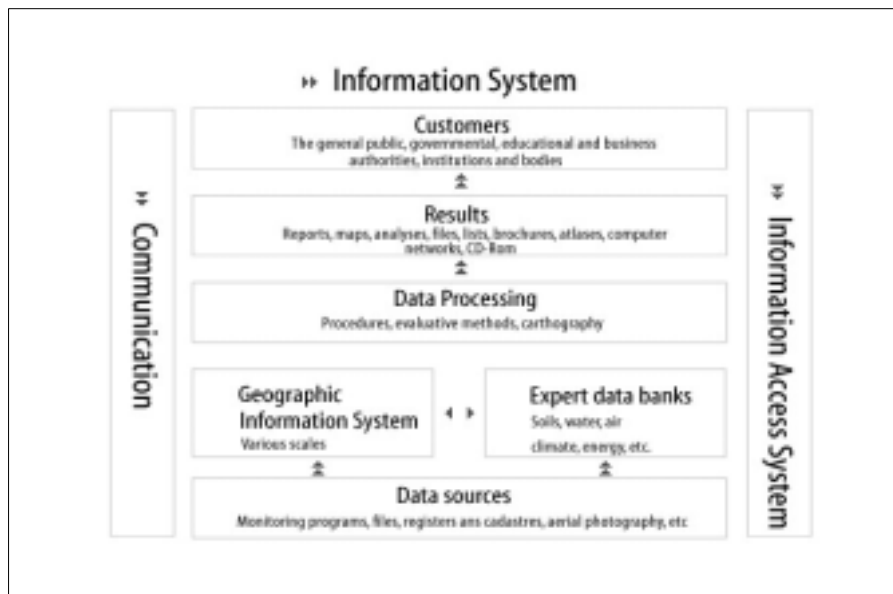 Information System
Communication
Customers
The general public, governmental, educational and business
authorities, institutions and bodies
Results
Reports, maps, analyses, files, lists, brochures, atlases, computer
networks, CD-Rom
Data Processing
Procedures, evaluative methods, carthography
Geographic
Information System
Various scales
Expert data banks
Soils, water, air
climate, energy, etc.
Data sources
Monitoring programs, files, registers ans cadastres, aerial photography, etc
Information Access System